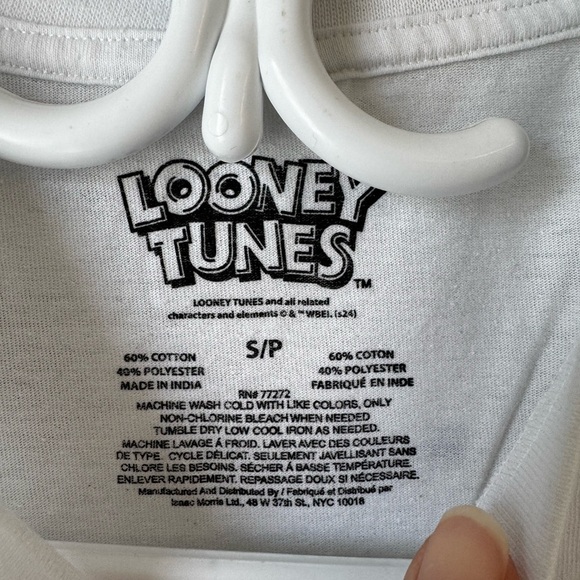 LOONEY
TUNES™
LOONEY TUNES and all related
characters and elements © & ™ WBEI. (s24)
S/P
60% COTTON
40% POLYESTER
MADE IN INDIA
60% COTON
40% POLYESTER
FABRIQUÉ EN INDE
RN# 77272
MACHINE WASH COLD WITH LIKE COLORS, ONLY
NON-CHLORINE BLEACH WHEN NEEDED
TUMBLE DRY LOW COOL IRON AS NEEDED.
MACHINE LAVAGE À FROID. LAVER AVEC DES COULEURS
DE TYPE. CYCLE DÉLICAT. SEULEMENT JAVELLISANT SANS
CHLORE LES BESOINS. SÉCHER À BASSE TEMPÉRATURE.
ENLEVER RAPIDEMENT. REPASSAGE DOUX SI NÉCESSAIRE.
Manufactured And Distributed By / Fabriqué et Distribué par
Isaac Morris Ltd., 48 W 37th St., NYC 10018